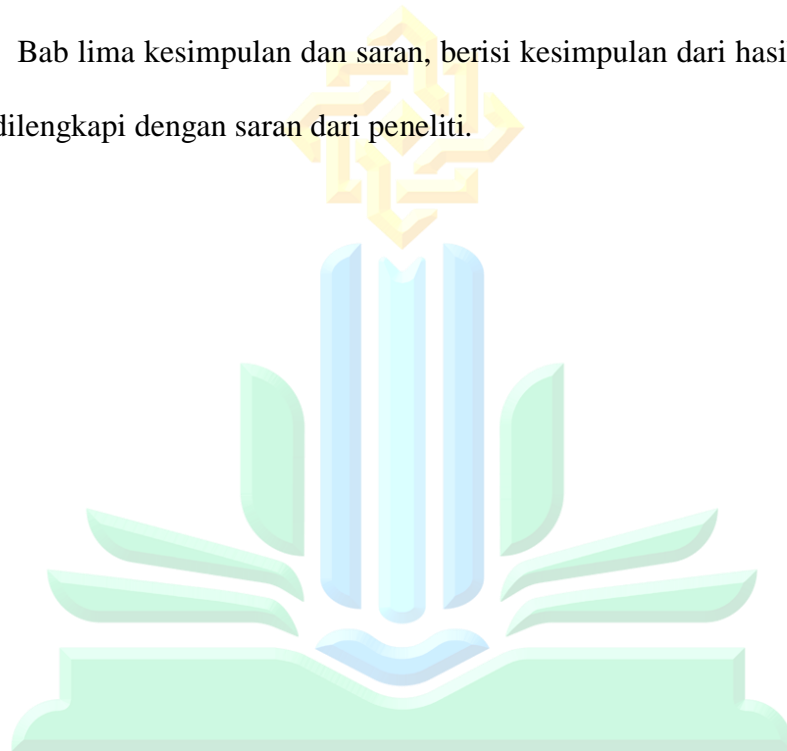 Bab lima kesimpulan dan saran, berisi kesimpulan dari hasi
dilengkapi dengan saran dari peneliti.